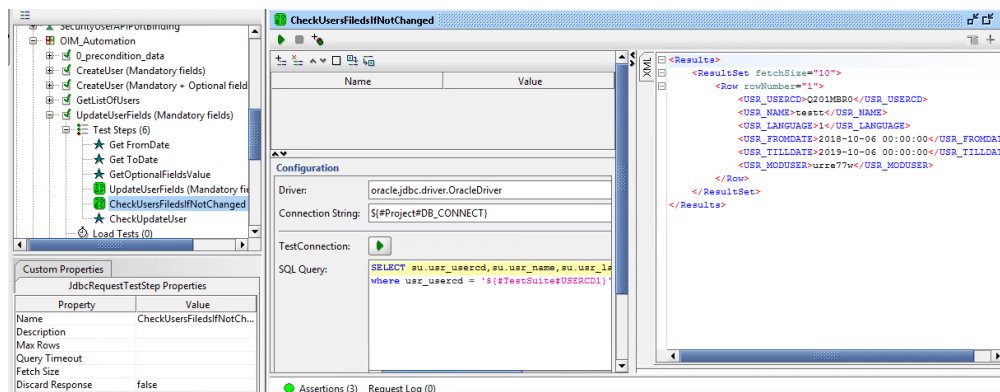 SecurityUserAPIPortBinding
OIM_Automation
0_precondition_data
CreateUser (Mandatory fields)
CreateUser (Mandatory + Optional field
GetListOfUsers
UpdateUserFields (Mandatory fields)
Test Steps (6)
Get FromDate
Get ToDate
GetOptionalFieldsValue
UpdateUserFields (Mandatory fie
CheckUsersFiledsIfNotChanged
CheckUpdateUser
Load Tests (0)
Custom Properties
JdbcRequestTestStep Properties
Property Value
Name CheckUsersFiledsIfNotCh...
Description
Max Rows
Query Timeout
Fetch Size
Discard Response false
CheckUsersFiledsIfNotChanged
Name Value
Configuration
Driver: oracle.jdbc.driver.OracleDriver
Connection String: ${#Project#DB_CONNECT}
TestConnection:
SQL Query: SELECT su.usr_usercd,su.usr_name,su.usr_la
where usr_usercd = '${#TestSuite#USERCD1}'
Assertions (3) Request Log (0)
XML
<Results>
<ResultSet fetchSize="10">
<Row rowNumber="1">
<USR_USERCD>Q201MBR0</USR_USERCD>
<USR_NAME>testt</USR_NAME>
<USR_LANGUAGE>1</USR_LANGUAGE>
<USR_FROMDATE>2018-10-06 00:00:00</USR_FROMDAT
<USR_TILLDATE>2019-10-06 00:00:00</USR_TILLDAT
<USR_MODUSER>urre77w</USR_MODUSER>
</Row>
</ResultSet>
</Results>